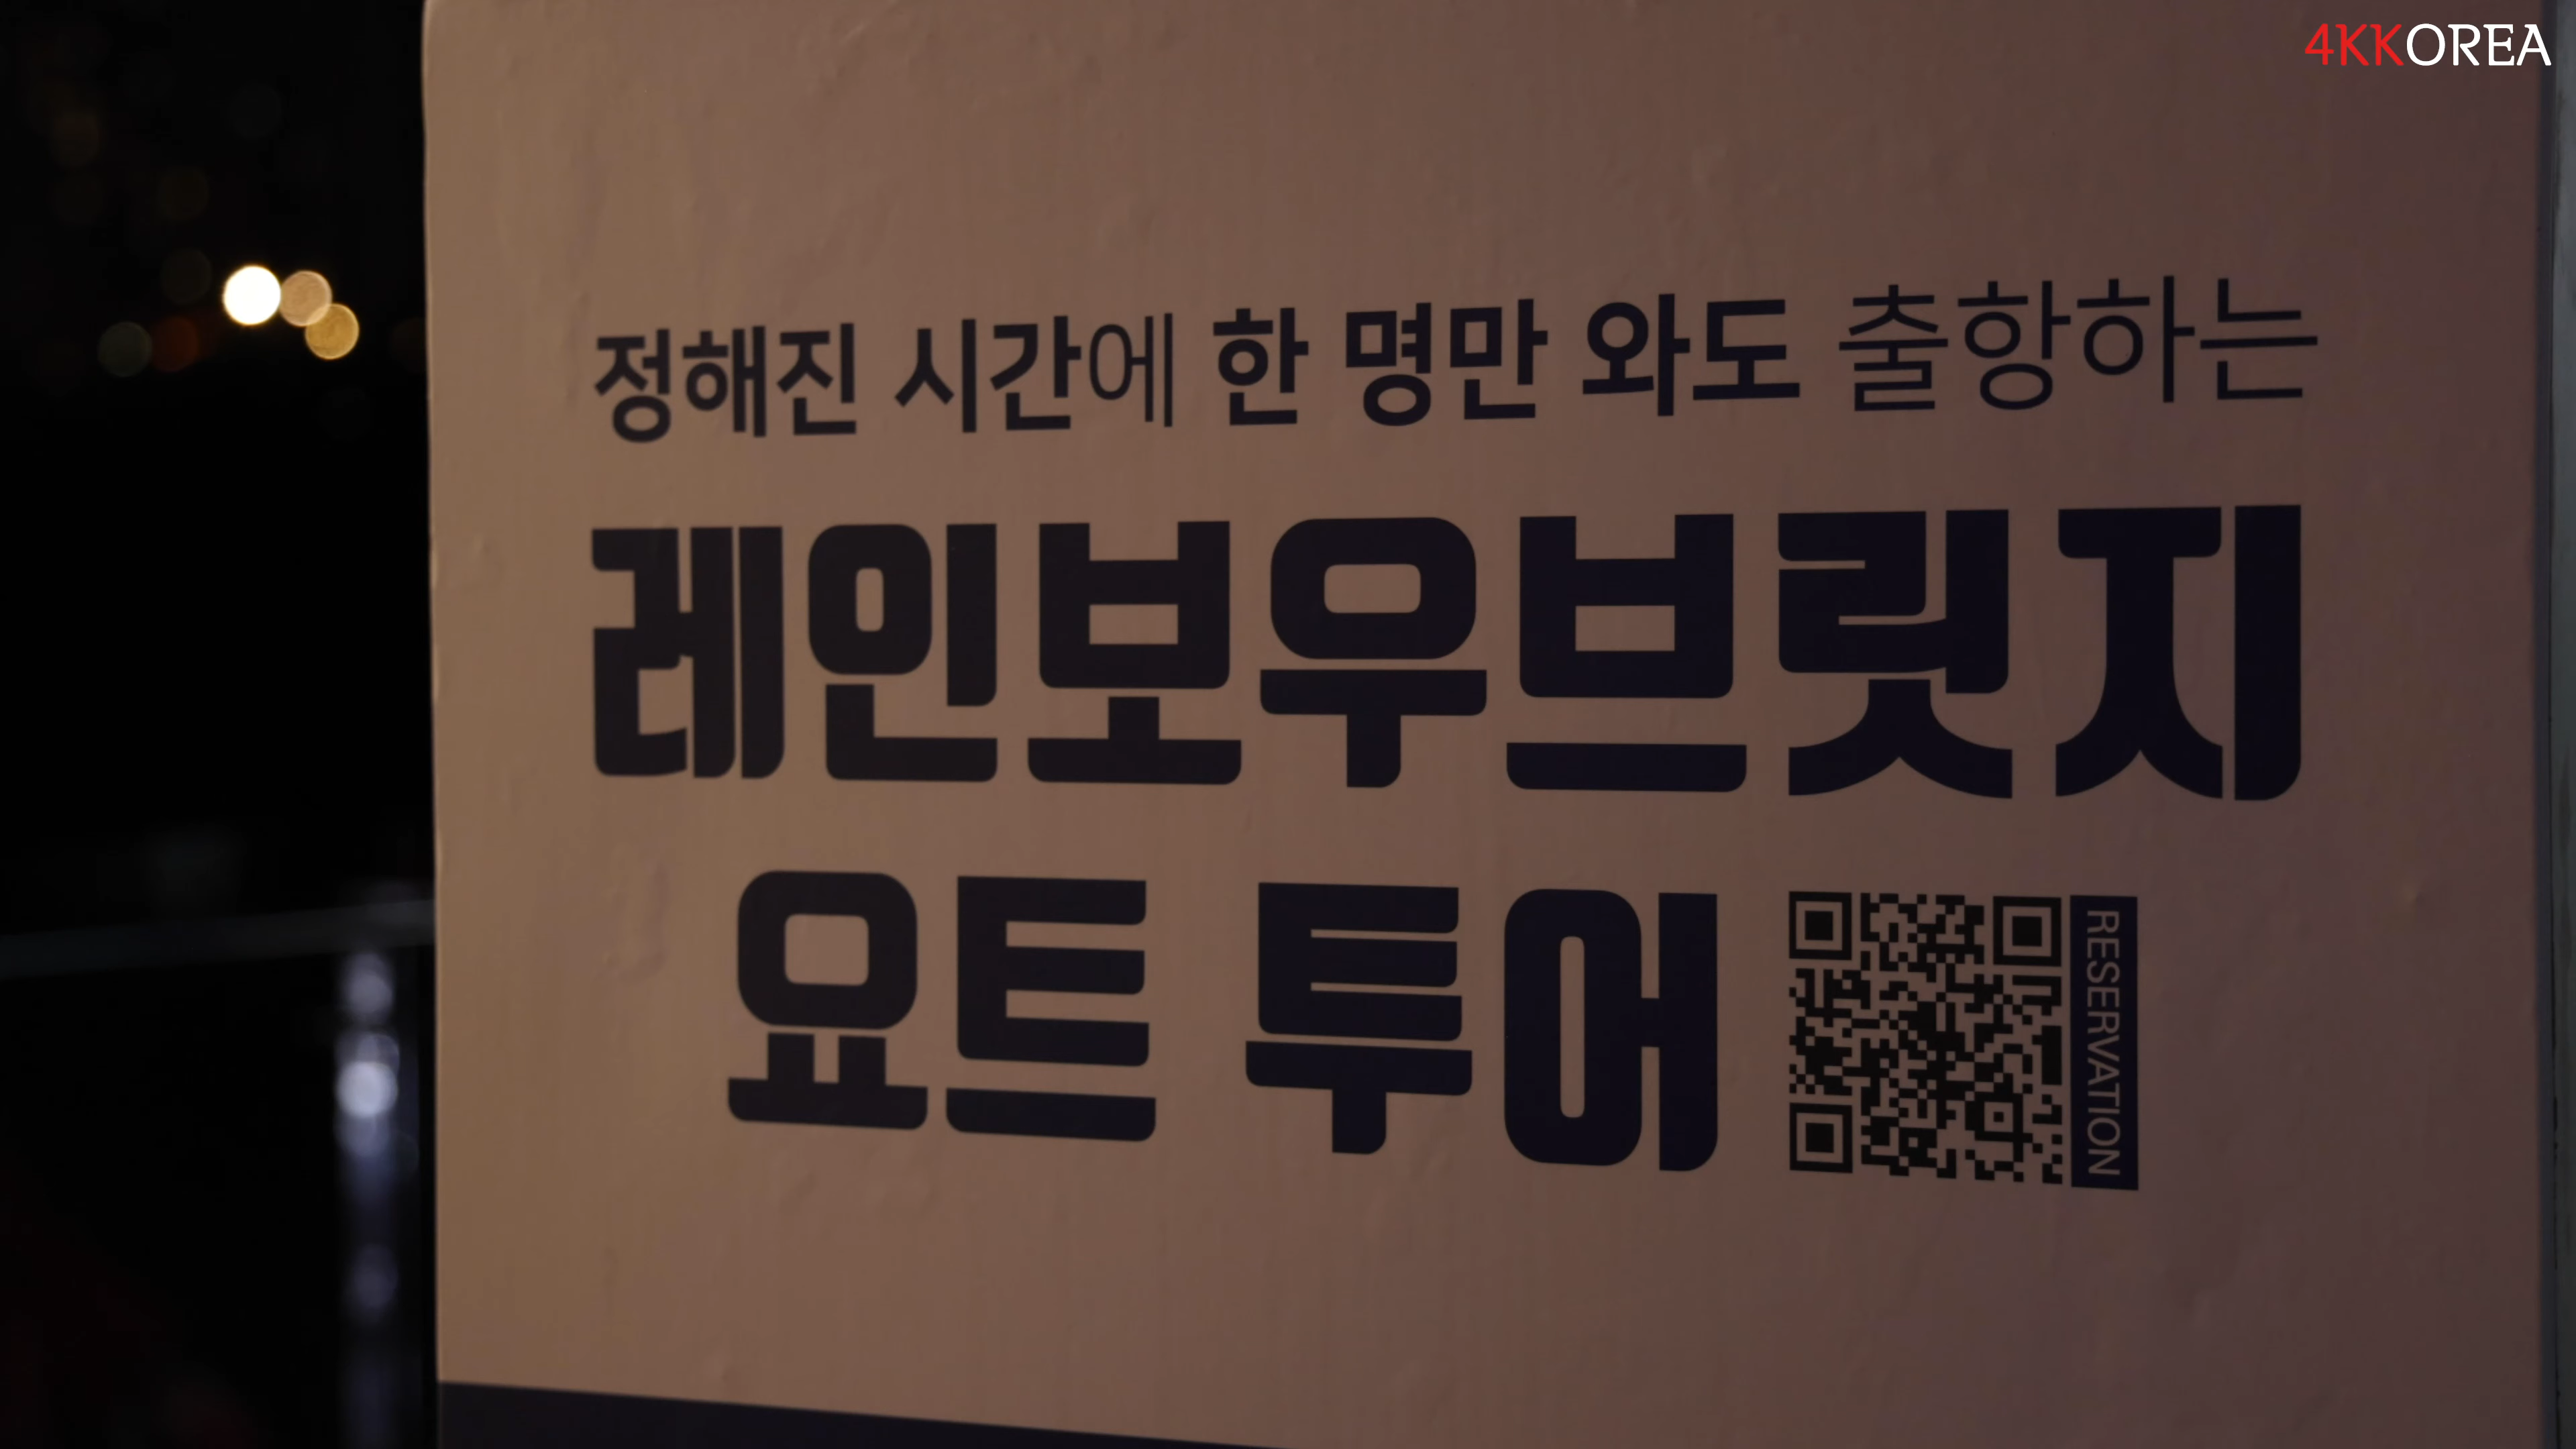 4KKOREA
정해진 시간에 한 명만 와도 출항하는
레인보우브릿지
요트 투어
RESERVATION